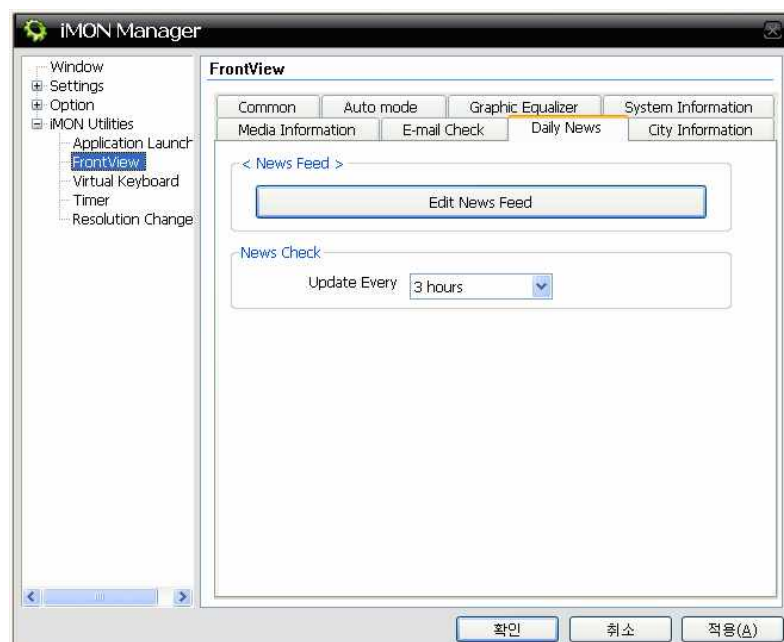 iMON Manager
Window
Settings
Option
iMON Utilities
Application Launch
FrontView
Virtual Keyboard
Timer
Resolution Change
FrontView
Common Auto mode Graphic Equalizer System Information
Media Information E-mail Check Daily News City Information
< News Feed >
Edit News Feed
News Check
Update Every 3 hours
확인 취소 적용(A)